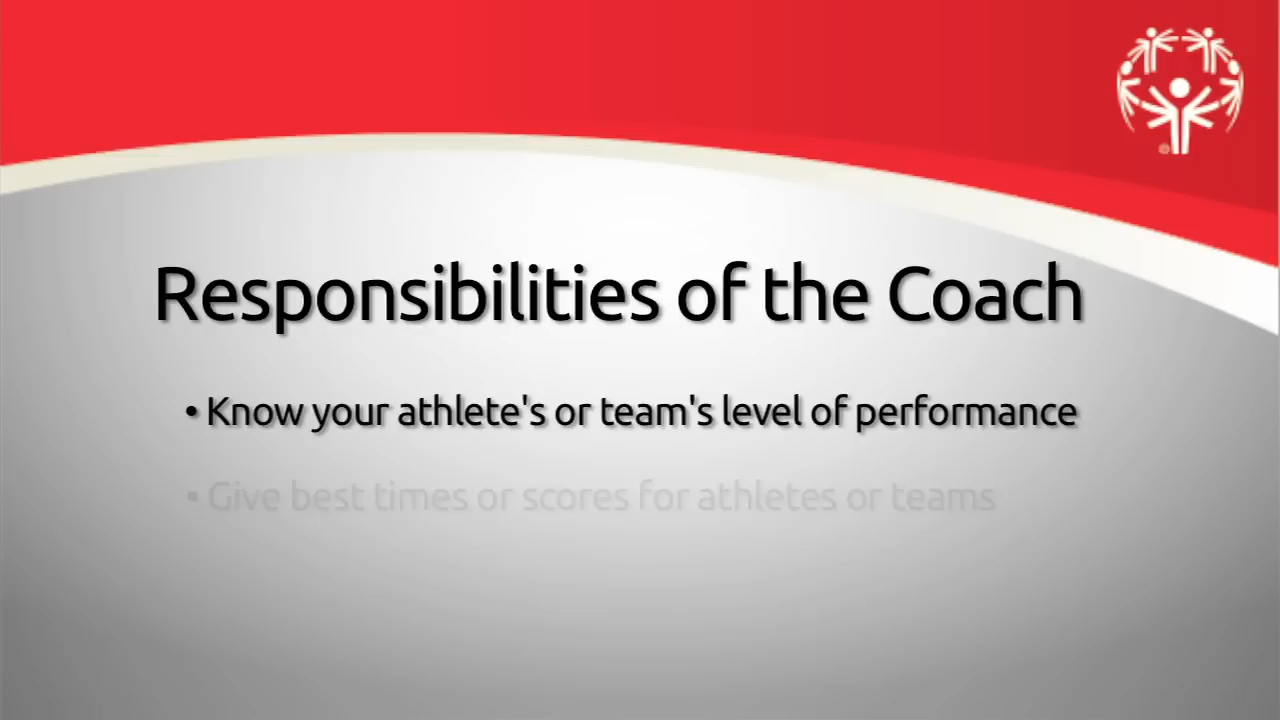 Responsibilities of the Coach
• Know your athlete's or team's level of performance
• Give best times or scores for athletes or teams